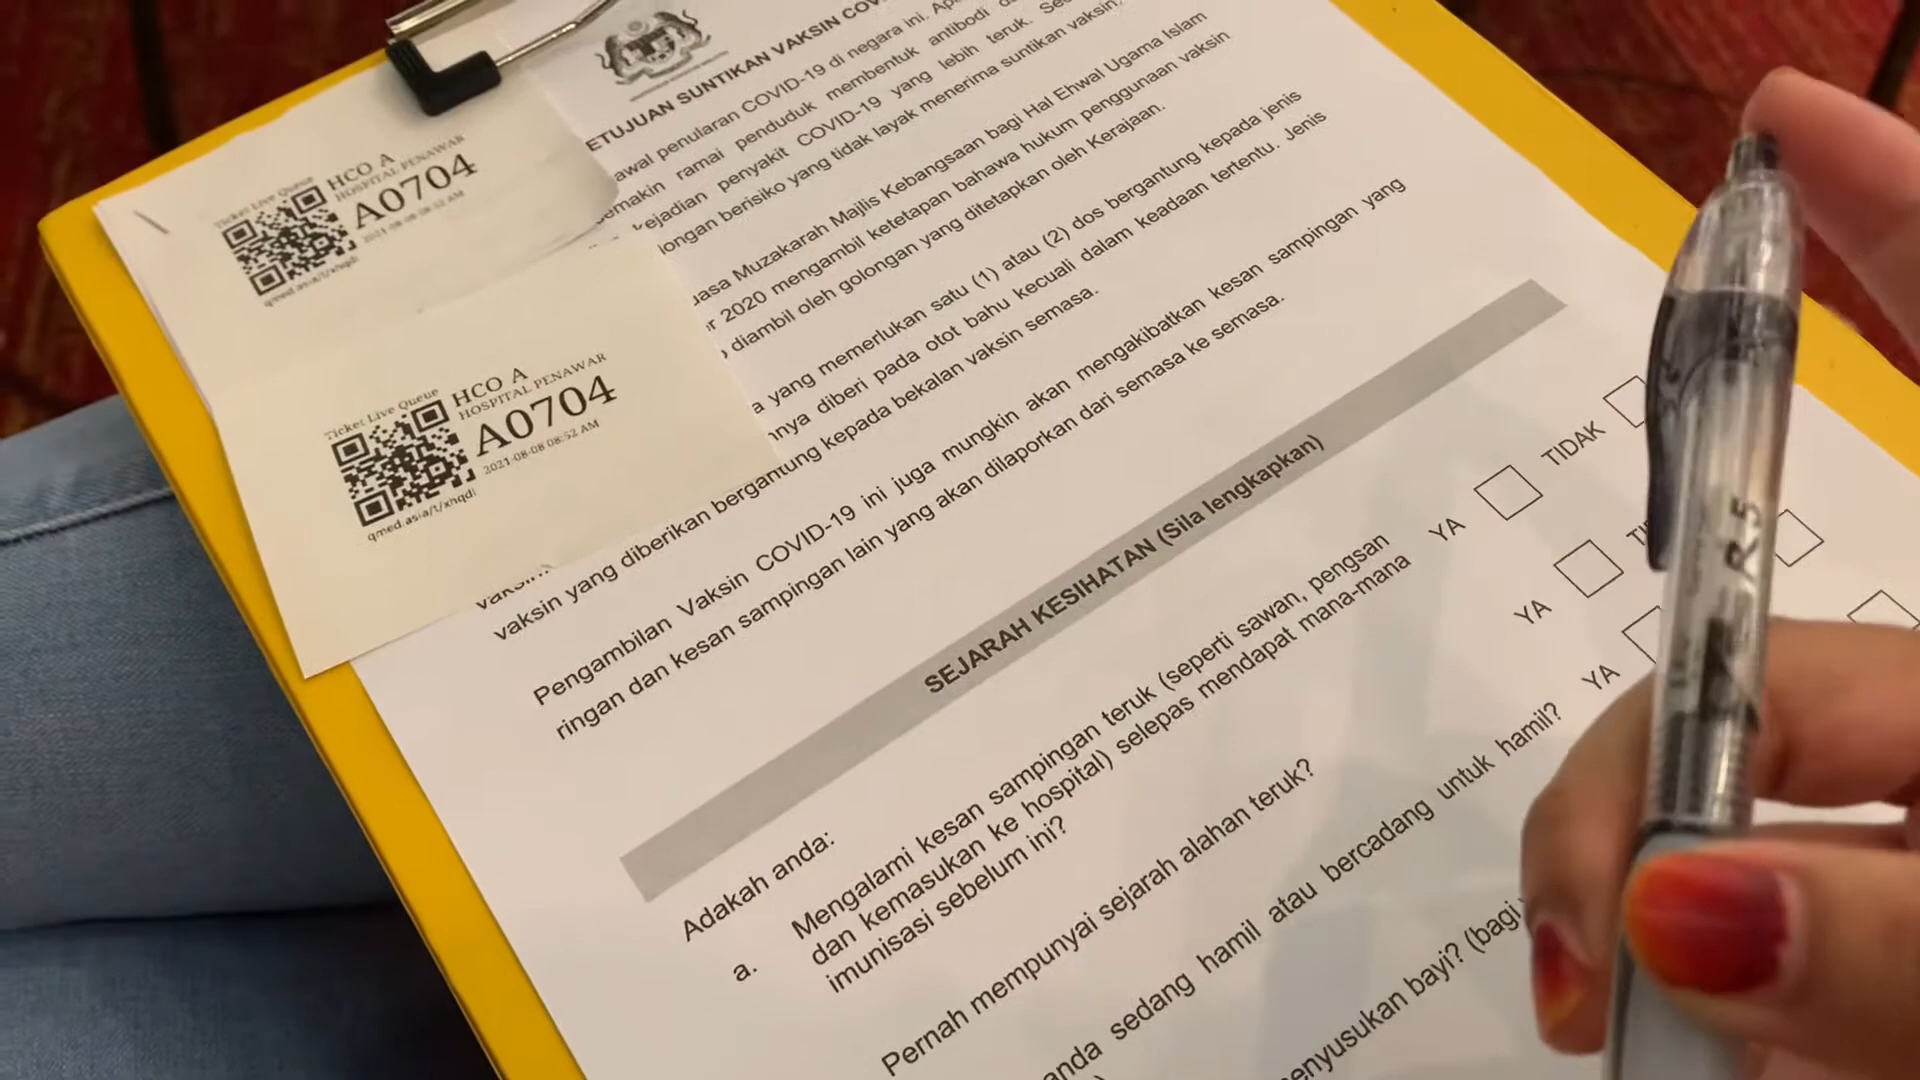 Ticket Live Queue
HCO A
HOSPITAL PENAWAR
A0704
2021-08-08 08:52 AM
qmed.asia/t/xhqdi
Ticket Live Queue
HCO A
HOSPITAL PENAWAR
A0704
2021-08-08 08:52 AM
qmed.asia/t/xhqdi
ETUJUAN SUNTIKAN VAKSIN COV
awal penularan COVID-19 di negara ini.
ramai penduduk membentuk antibodi
kejadian penyakit COVID-19 yang lebih teruk.
longan berisiko yang tidak layak menerima suntikan vaksin.
asa Muzakarah Majlis Kebangsaan bagi Hal Ehwal Ugama Islam
r 2020 mengambil ketetapan bahawa hukum penggunaan vaksin
diambil oleh golongan yang ditetapkan oleh Kerajaan.
a yang memerlukan satu (1) atau (2) dos bergantung kepada jenis
nya diberi pada otot bahu kecuali dalam keadaan tertentu. Jenis
vaksin yang diberikan bergantung kepada bekalan vaksin semasa.
Pengambilan Vaksin COVID-19 ini juga mungkin akan mengakibatkan kesan sampingan yang
ringan dan kesan sampingan lain yang akan dilaporkan dari semasa ke semasa.
SEJARAH KESIHATAN (Sila lengkapkan)
Adakah anda:
a. Mengalami kesan sampingan teruk (seperti sawan, pengsan
dan kemasukan ke hospital) selepas mendapat mana-mana
imunisasi sebelum ini?
YA TIDAK
Pernah mempunyai sejarah alahan teruk?
YA
anda sedang hamil atau bercadang untuk hamil?
YA
enyusukan bayi? (bagi